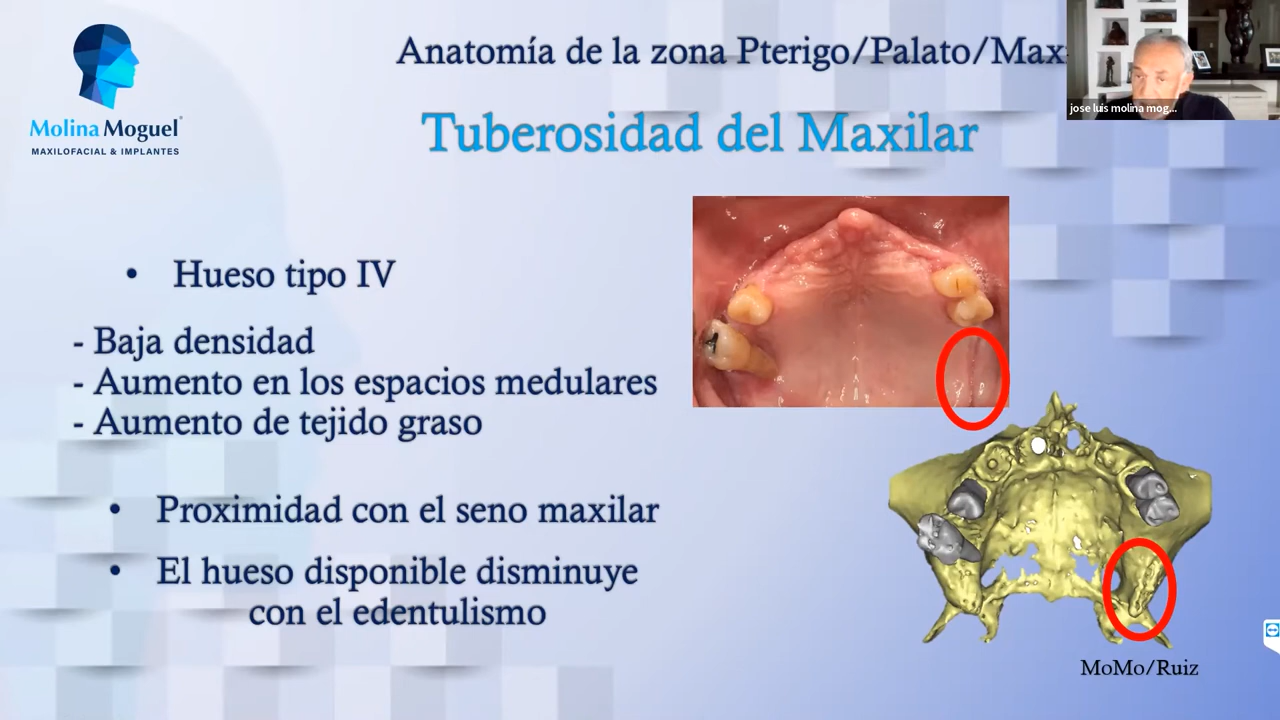 Anatomía de la zona Pterigo/Palato/Max
jose luis molina mog...
Molina Moguel
MAXILOFACIAL & IMPLANTES
Tuberosidad del Maxilar
• Hueso tipo IV
- Baja densidad
- Aumento en los espacios medulares
- Aumento de tejido graso
• Proximidad con el seno maxilar
• El hueso disponible disminuye
con el edentulismo
MoMo/Ruiz